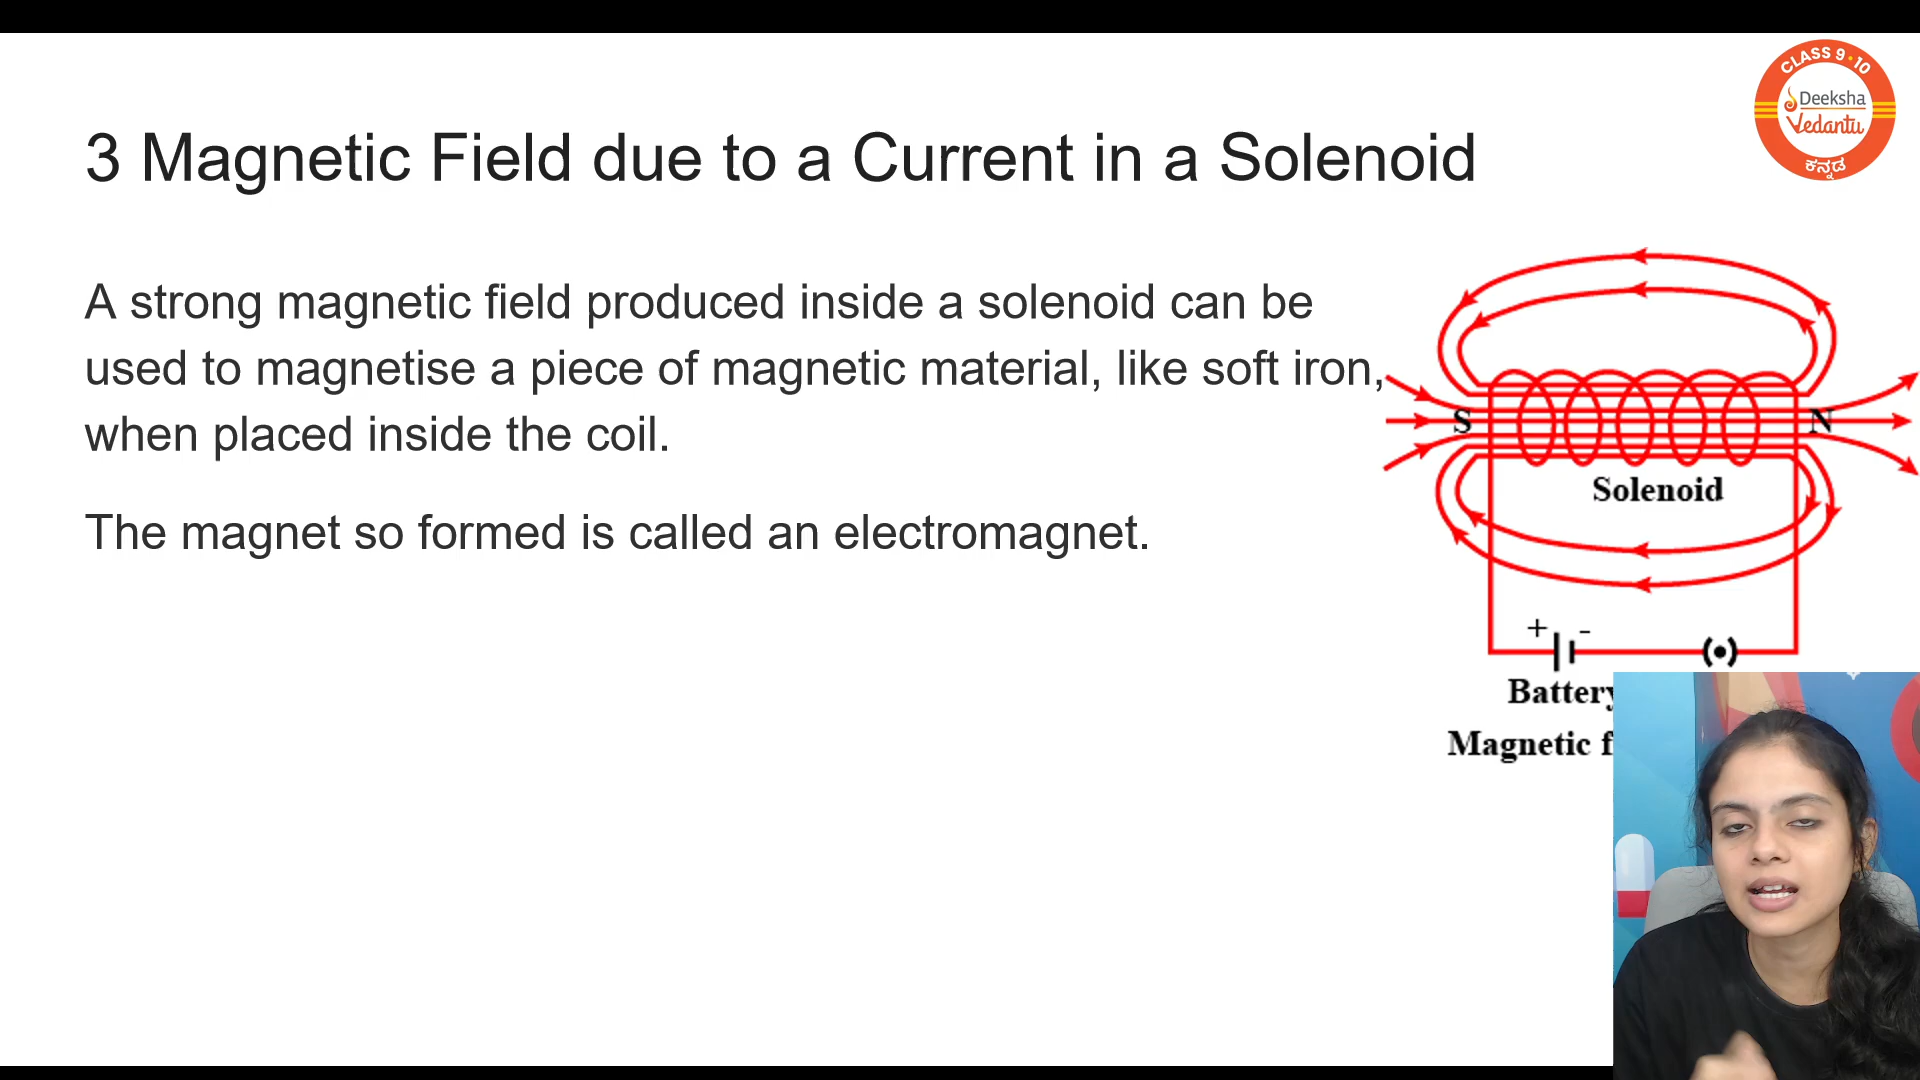 CLASS 9•10
Deeksha
Vedantu
ಕನ್ನಡ
3 Magnetic Field due to a Current in a Solenoid
A strong magnetic field produced inside a solenoid can be
used to magnetise a piece of magnetic material, like soft iron,
when placed inside the coil.
The magnet so formed is called an electromagnet.
S
N
Solenoid
+ -
Battery
Magnetic f